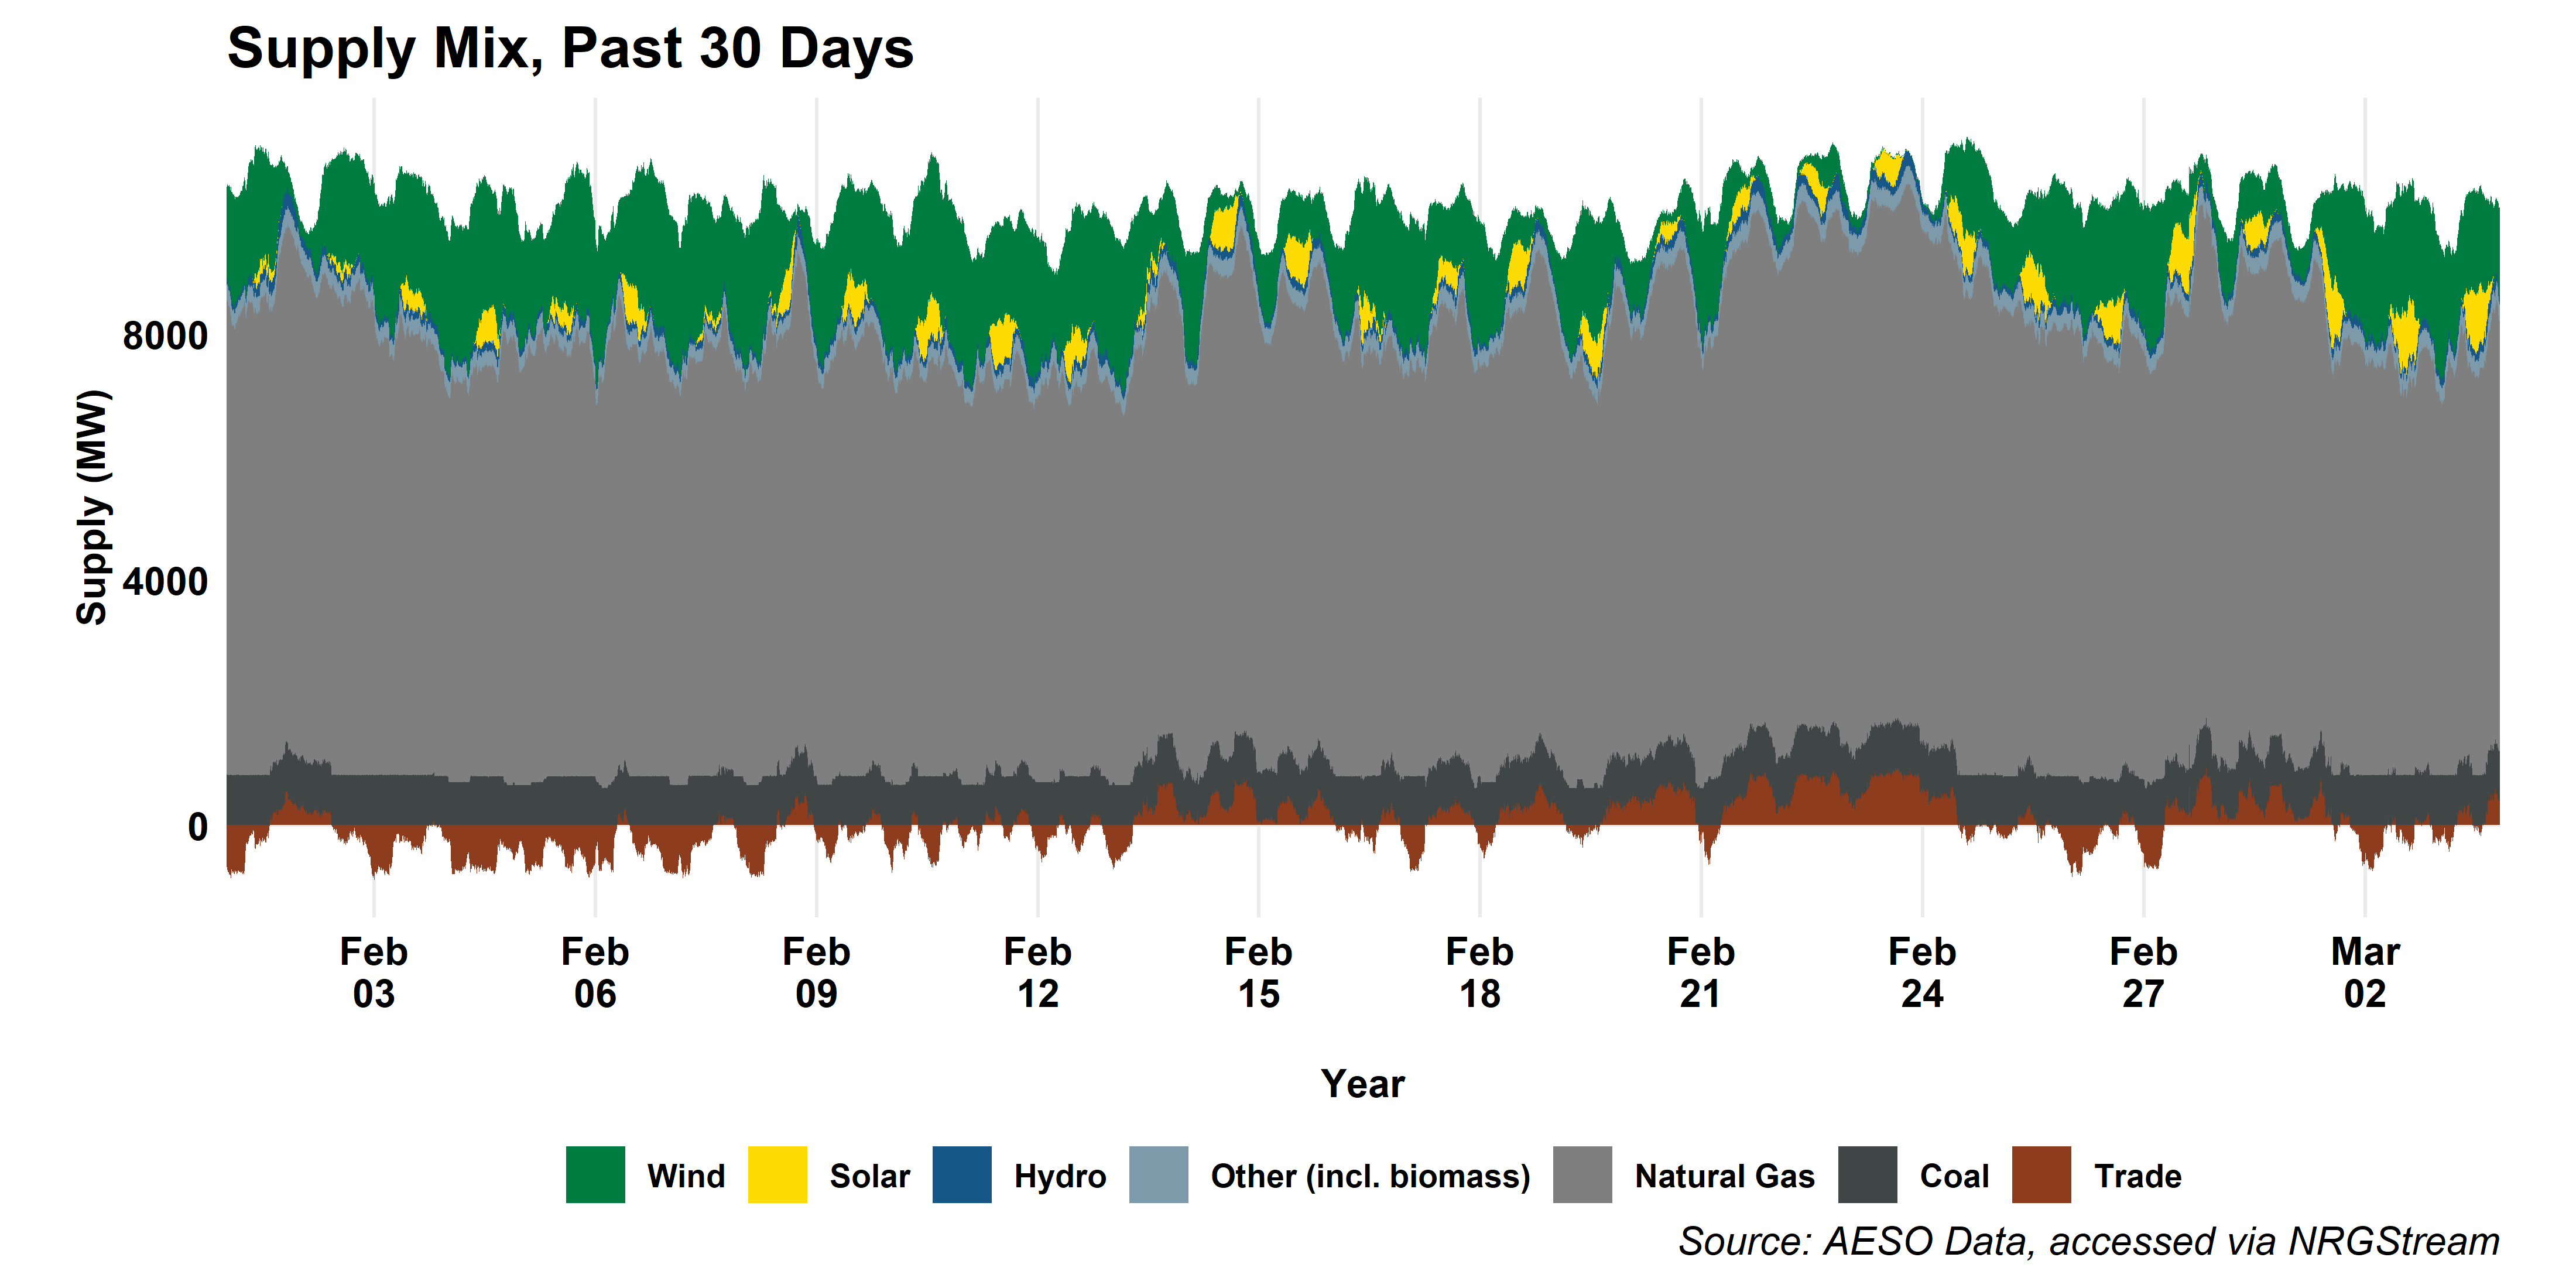 Supply Mix, Past 30 Days
Supply (MW)
8000
4000
0
Feb 03
Feb 06
Feb 09
Feb 12
Feb 15
Feb 18
Feb 21
Feb 24
Feb 27
Mar 02
Year
Wind Solar Hydro Other (incl. biomass) Natural Gas Coal Trade
Source: AESO Data, accessed via NRGStream